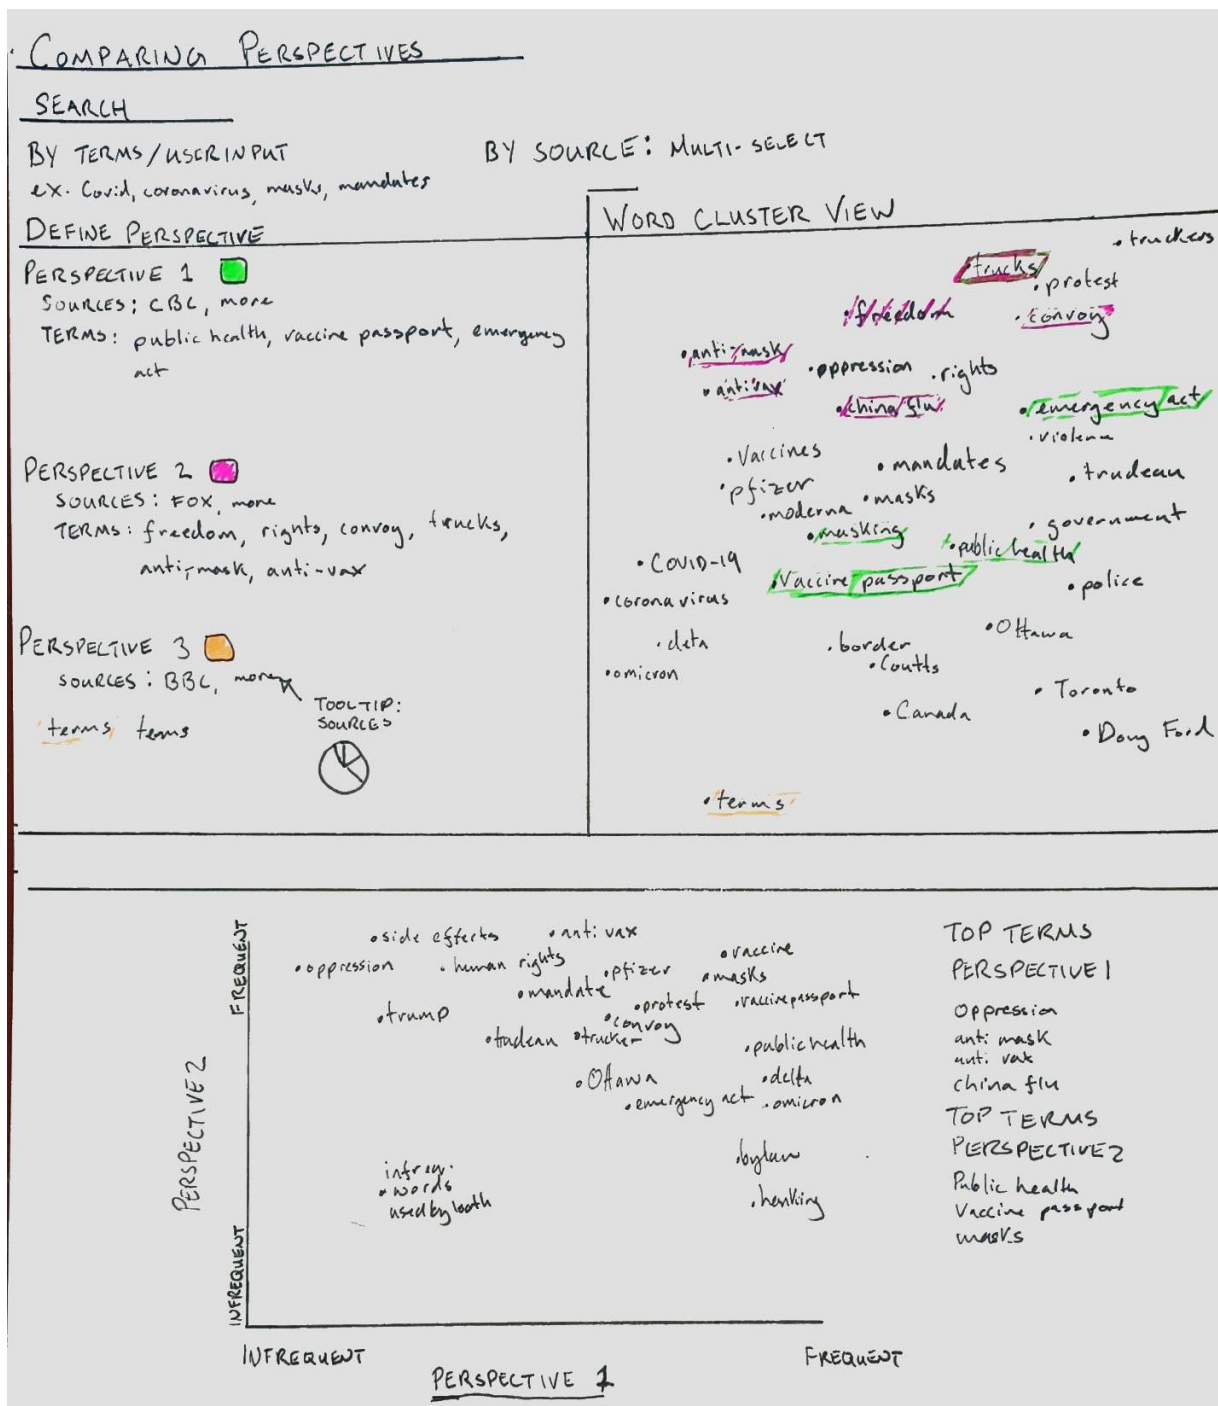 COMPARING PERSPECTIVES
SEARCH
BY TERMS/USERINPUT
ex. Covid, coronavirus, masks, mandates
BY SOURCE: MULTI-SELECT
DEFINE PERSPECTIVE
PERSPECTIVE 1
SOURCES: CBC, more
TERMS: public health, vaccine passport, emergency
act
PERSPECTIVE 2
SOURCES: FOX, more
TERMS: freedom, rights, convoy, trucks,
anti-mask, anti-vax
PERSPECTIVE 3
SOURCES: BBC, more
TOOLTIP:
SOURCES
terms, terms
WORD CLUSTER VIEW
• truckers
trucks
• protest
• freedom
• convoy
• anti-mask
• oppression
• rights
• antivax
• china flu
• emergency act
• Vaccines
• mandates
• trudeau
• pfizer
• masks
• moderna
• government
• masking
• public health
• COVID-19
• Vaccine passport
• police
• coronavirus
• Ottawa
• delta
• border
• Coutts
• omicron
• Toronto
• Canada
• Doug Ford
• terms
FREQUENT
PERSPECTIVE 2
INFREQUENT
• side effects
• anti vax
• vaccine
• oppression
• human rights
• pfizer
• masks
• mandate
• protest
• vaccine passport
• trump
• convoy
• trudeau
• trucker
• public health
• Ottawa
• delta
• emergency act
• omicron
• bylaw
infreq.
• words
used by both
• honking
INFREQUENT
FREQUENT
PERSPECTIVE 1
TOP TERMS
PERSPECTIVE 1
Oppression
anti mask
anti vax
china flu
TOP TERMS
PERSPECTIVE 2
Public health
Vaccine passport
masks